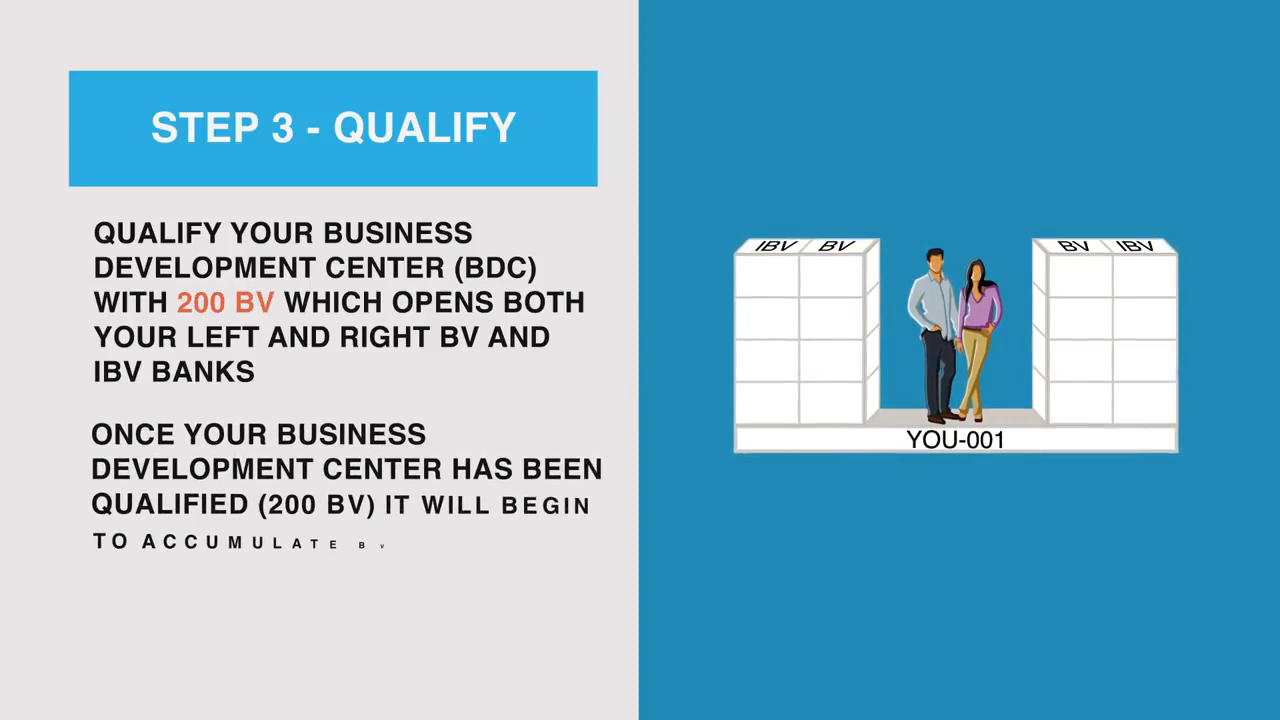 STEP 3 - QUALIFY
QUALIFY YOUR BUSINESS
DEVELOPMENT CENTER (BDC)
WITH 200 BV WHICH OPENS BOTH
YOUR LEFT AND RIGHT BV AND
IBV BANKS
ONCE YOUR BUSINESS
DEVELOPMENT CENTER HAS BEEN
QUALIFIED (200 BV) IT WILL BEGIN
TO ACCUMULATE BV
IBV BV
BV IBV
YOU-001